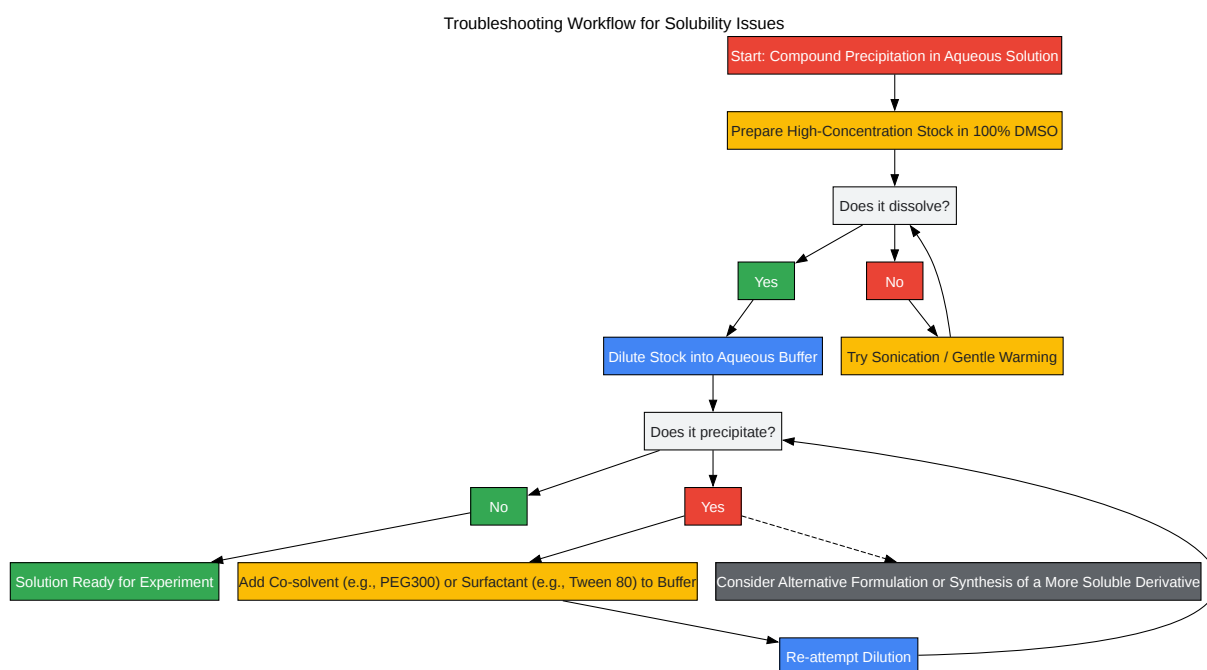 Troubleshooting Workflow for Solubility Issues
Start: Compound Precipitation in Aqueous Solution
Prepare High-Concentration Stock in 100% DMSO
Does it dissolve?
Yes
No
Dilute Stock into Aqueous Buffer
Try Sonication / Gentle Warming
Does it precipitate?
No
Yes
Solution Ready for Experiment
Add Co-solvent (e.g., PEG300) or Surfactant (e.g., Tween 80) to Buffer
Consider Alternative Formulation or Synthesis of a More Soluble Derivative
Re-attempt Dilution